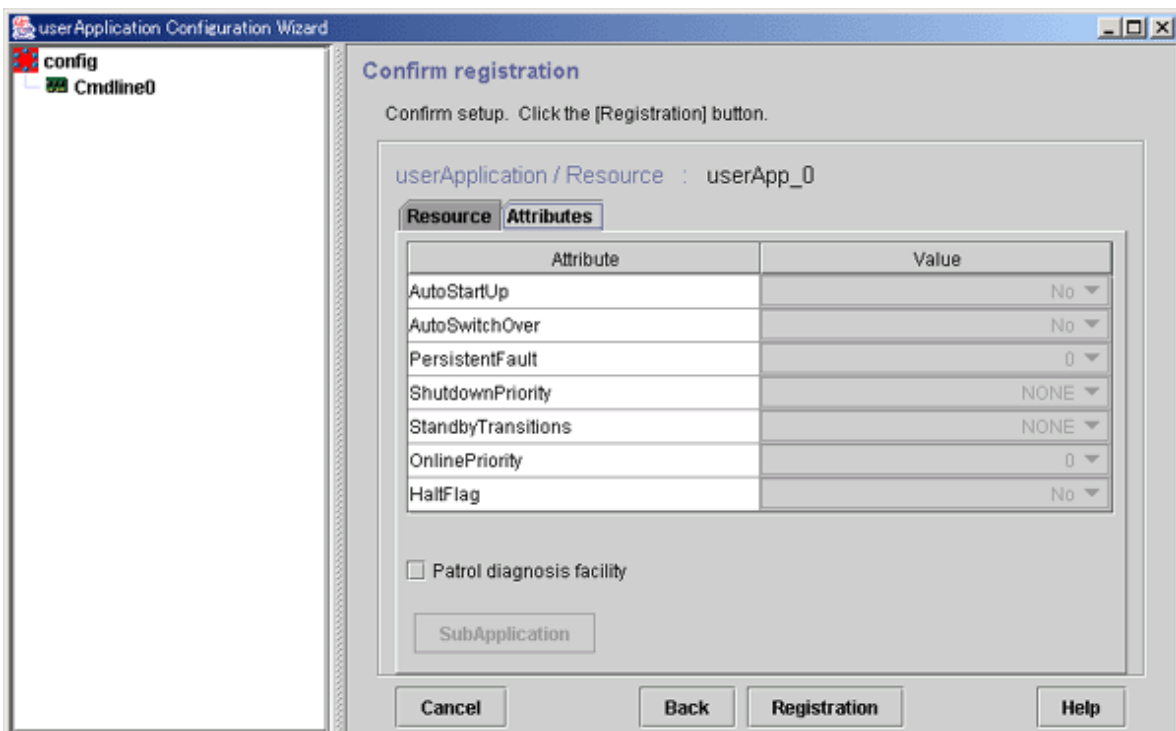 userApplication Configuration Wizard
config
Cmdline0
Confirm registration
Confirm setup. Click the [Registration] button.
userApplication / Resource : userApp_0
Resource Attributes
Attribute Value
AutoStartUp No
AutoSwitchOver No
PersistentFault 0
ShutdownPriority NONE
StandbyTransitions NONE
OnlinePriority 0
HaltFlag No
Patrol diagnosis facility
SubApplication
Cancel Back Registration Help